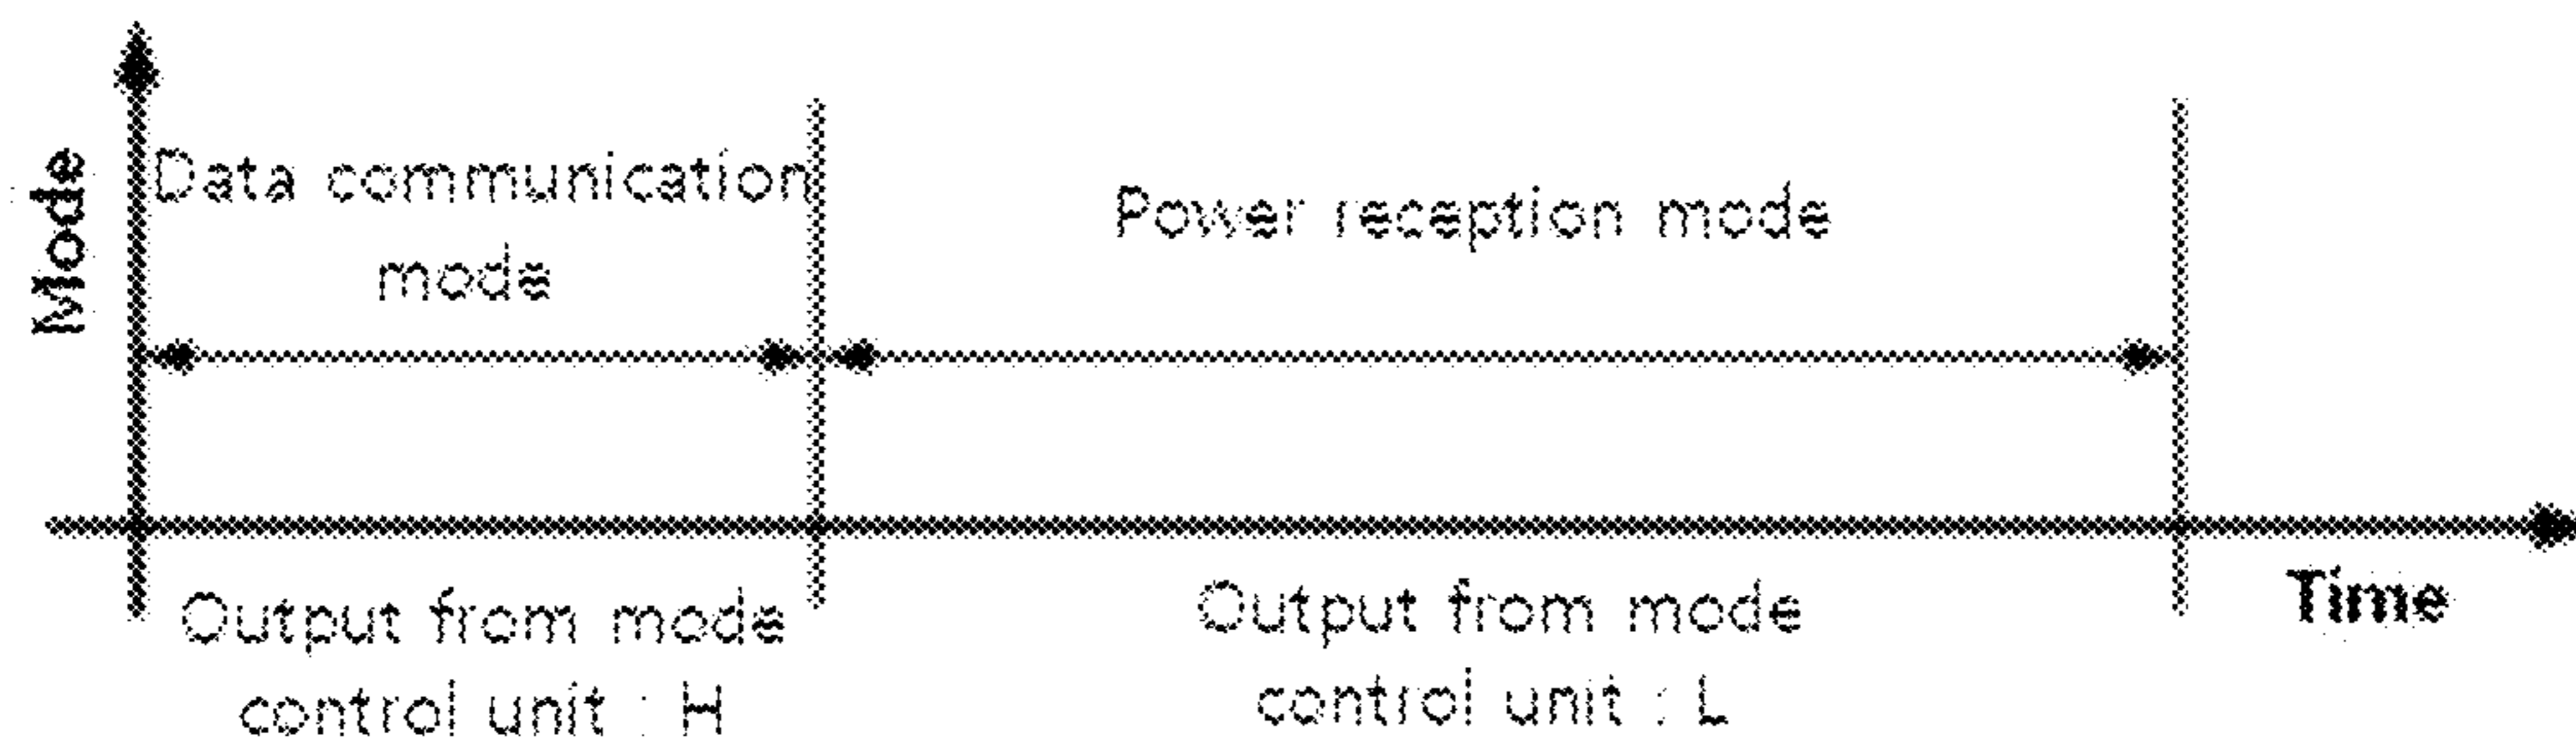 Mode
Data communication
mode
Power reception mode
Output from mode
control unit : H
Output from mode
control unit : L
Time